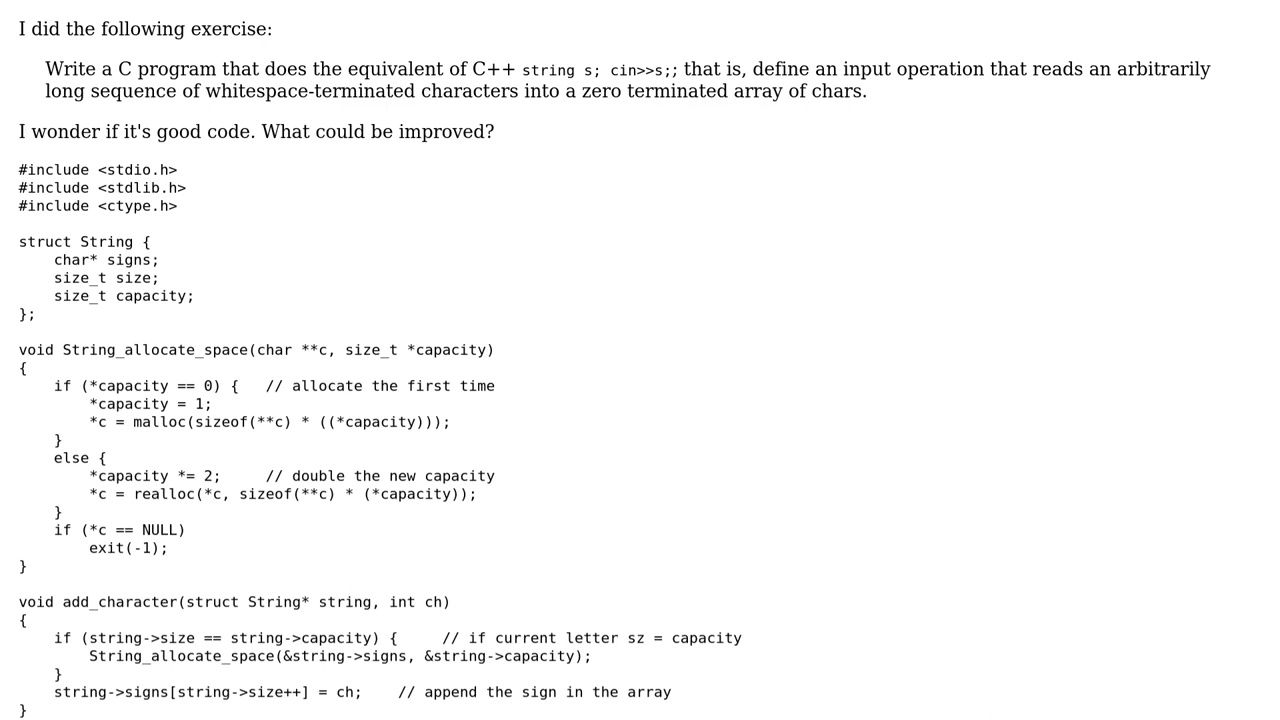 I did the following exercise:
Write a C program that does the equivalent of C++ string s; cin>>s;; that is, define an input operation that reads an arbitrarily
long sequence of whitespace-terminated characters into a zero terminated array of chars.
I wonder if it's good code. What could be improved?
#include <stdio.h>
#include <stdlib.h>
#include <ctype.h>
struct String {
    char* signs;
    size_t size;
    size_t capacity;
};
void String_allocate_space(char **c, size_t *capacity)
{
    if (*capacity == 0) {   // allocate the first time
        *capacity = 1;
        *c = malloc(sizeof(**c) * ((*capacity)));
    }
    else {
        *capacity *= 2;     // double the new capacity
        *c = realloc(*c, sizeof(**c) * (*capacity));
    }
    if (*c == NULL)
        exit(-1);
}
void add_character(struct String* string, int ch)
{
    if (string->size == string->capacity) {     // if current letter sz = capacity
        String_allocate_space(&string->signs, &string->capacity);
    }
    string->signs[string->size++] = ch;    // append the sign in the array
}